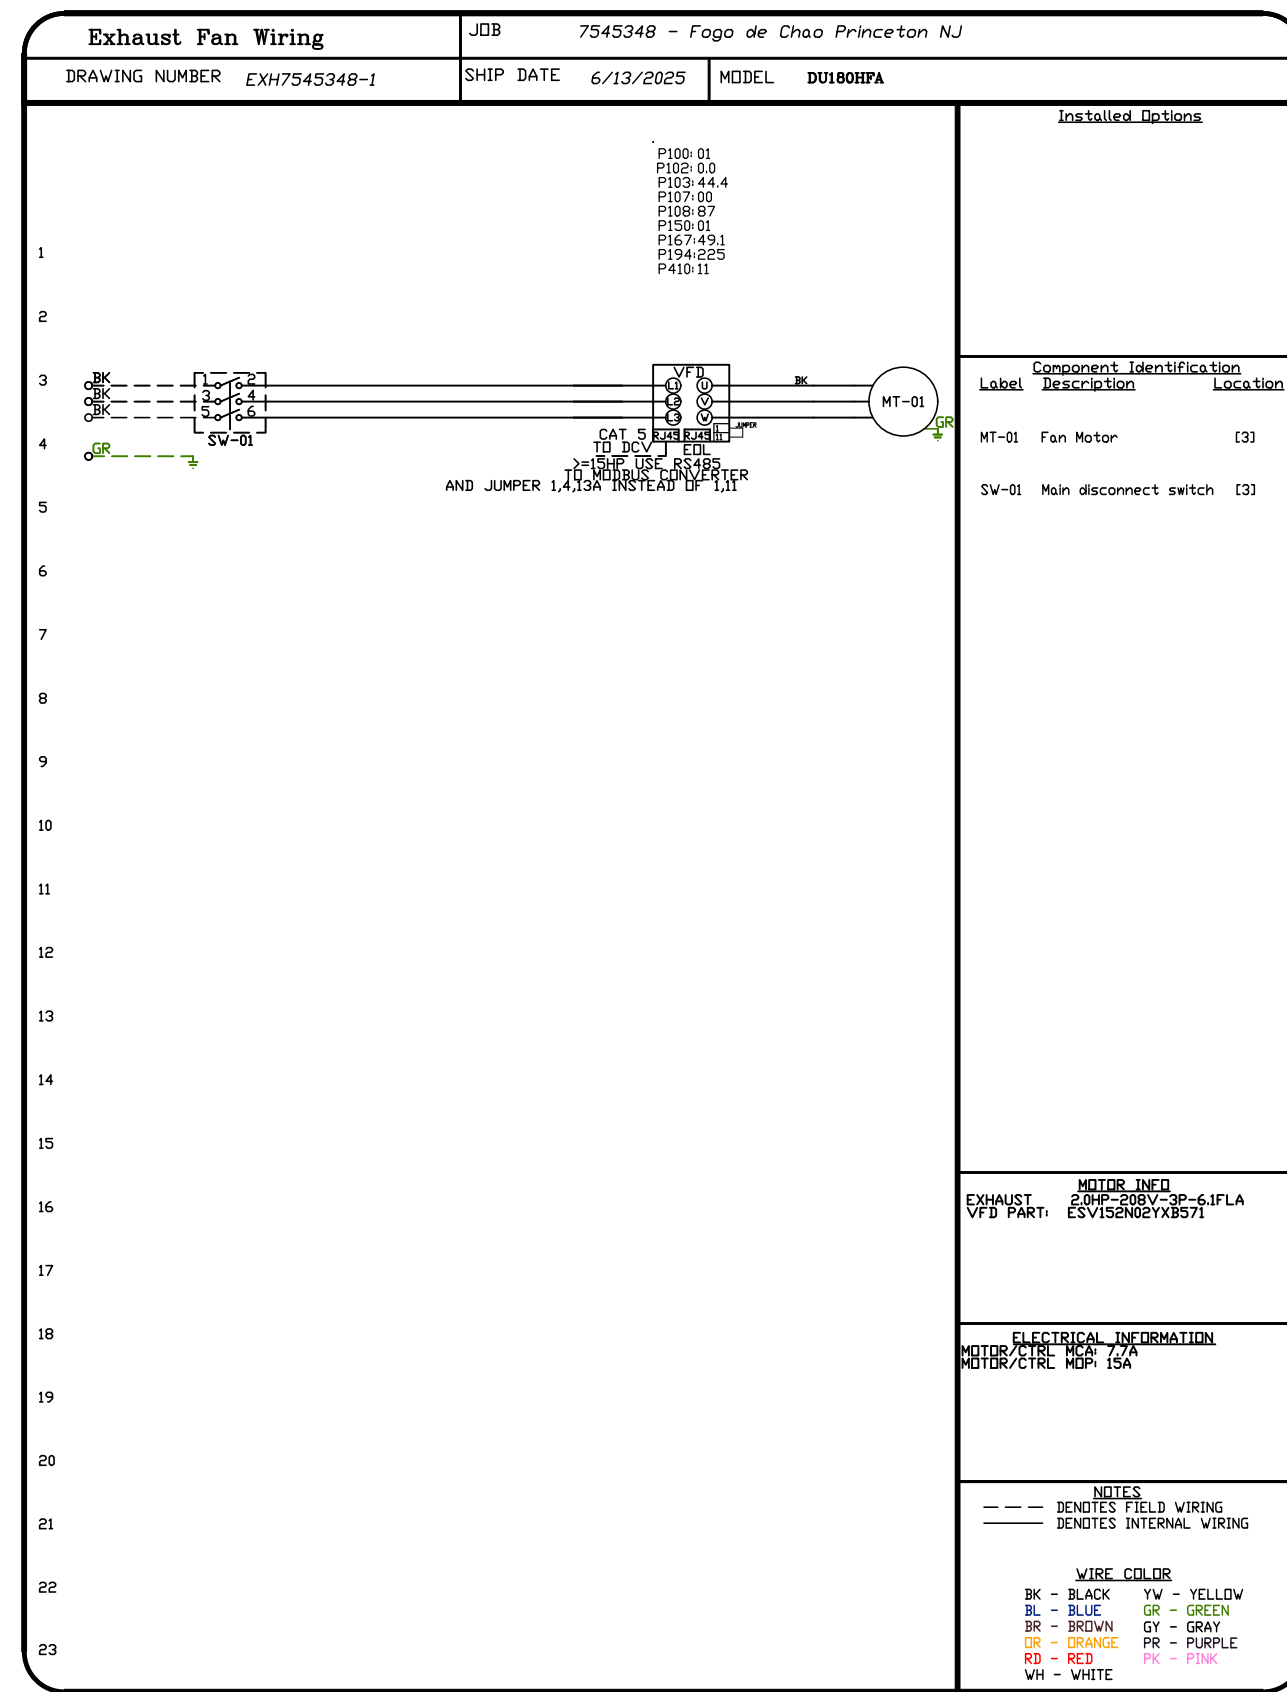 Exhaust Fan Wiring
JOB 7545348 - Fogo de Chao Princeton NJ
DRAWING NUMBER EXH7545348-1
SHIP DATE 6/13/2025
MODEL DU180HFA
Installed Options
P100: 01
P102: 0.0
P103: 44.4
P107: 00
P108: 87
P150: 01
P167: 49.1
P194: 225
P410: 11
1
2
3
4
5
6
7
8
9
10
11
12
13
14
15
16
17
18
19
20
21
22
23
BK
BK
BK
GR
1 2
3 4
5 6
SW-01
VFD
L1 U
L2 V
L3 W
RJ45 RJ45
1
11
JUMPER
BK
MT-01
GR
CAT 5
TO DCV
EOL
>=15HP USE RS485
TO MODBUS CONVERTER
AND JUMPER 1,4,13A INSTEAD OF 1,11
Component Identification
Label Description Location
MT-01 Fan Motor [3]
SW-01 Main disconnect switch [3]
MOTOR INFO
EXHAUST 2.0HP-208V-3P-6.1FLA
VFD PART: ESV152N02YXB571
ELECTRICAL INFORMATION
MOTOR/CTRL MCA: 7.7A
MOTOR/CTRL MOP: 15A
NOTES
DENOTES FIELD WIRING
DENOTES INTERNAL WIRING
WIRE COLOR
BK - BLACK YW - YELLOW
BL - BLUE GR - GREEN
BR - BROWN GY - GRAY
OR - ORANGE PR - PURPLE
RD - RED PK - PINK
WH - WHITE